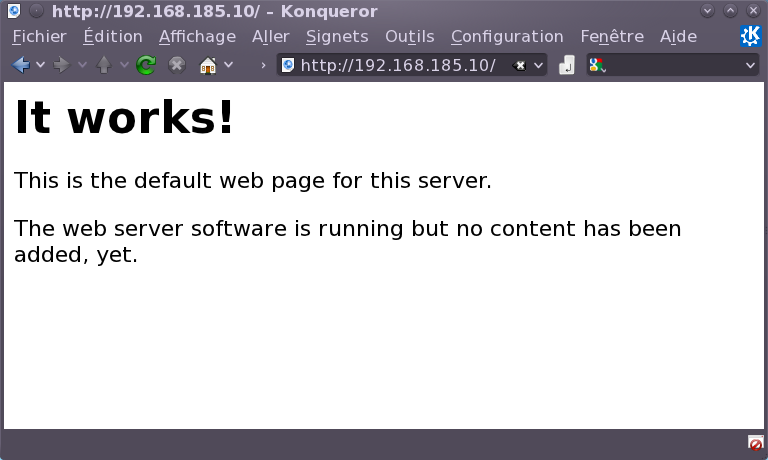 http://192.168.185.10/ – Konqueror
Fichier Édition Affichage Aller Signets Outils Configuration Fenêtre Aide
http://192.168.185.10/
It works!
This is the default web page for this server.
The web server software is running but no content has been
added, yet.